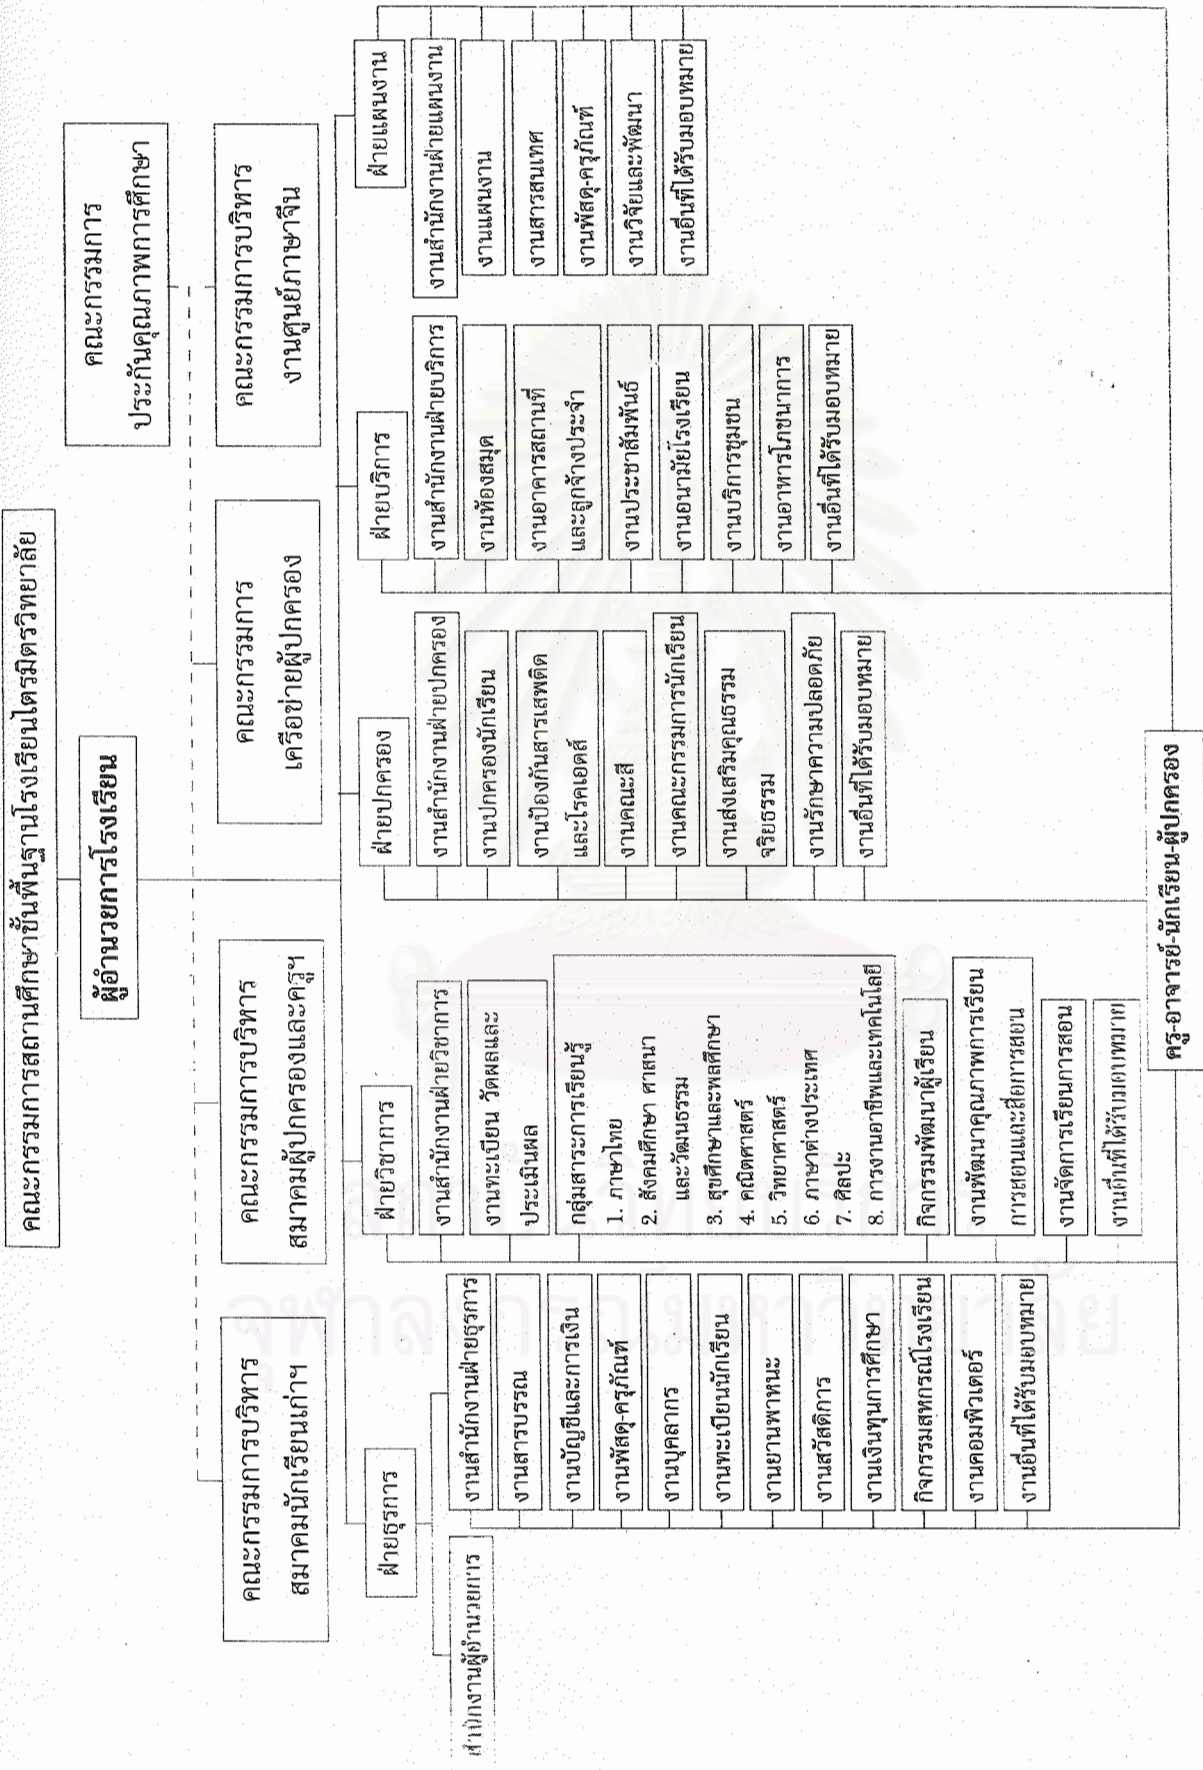 คณะกรรมการสถานศึกษาขั้นพื้นฐานโรงเรียนไตรมิตรวิทยาลัย
ผู้อำนวยการโรงเรียน
คณะกรรมการ
ประกันคุณภาพการศึกษา
คณะกรรมการบริหาร
สมาคมนักเรียนเก่าฯ
คณะกรรมการบริหาร
สมาคมผู้ปกครองและครูฯ
คณะกรรมการ
เครือข่ายผู้ปกครอง
คณะกรรมการบริหาร
งานศูนย์ภาษาจีน
ฝ่ายธุรการ
สำนักงานผู้อำนวยการ
งานสำนักงานฝ่ายธุรการ
งานสารบรรณ
งานบัญชีและการเงิน
งานพัสดุ-ครุภัณฑ์
งานบุคลากร
งานทะเบียนนักเรียน
งานยานพาหนะ
งานสวัสดิการ
งานเงินทุนการศึกษา
กิจกรรมสหกรณ์โรงเรียน
งานคอมพิวเตอร์
งานอื่นที่ได้รับมอบหมาย
ฝ่ายวิชาการ
งานสำนักงานฝ่ายวิชาการ
งานทะเบียน วัดผลและ
ประเมินผล
กลุ่มสาระการเรียนรู้
1. ภาษาไทย
2. สังคมศึกษา ศาสนา
และวัฒนธรรม
3. สุขศึกษาและพลศึกษา
4. คณิตศาสตร์
5. วิทยาศาสตร์
6. ภาษาต่างประเทศ
7. ศิลปะ
8. การงานอาชีพและเทคโนโลยี
กิจกรรมพัฒนาผู้เรียน
งานพัฒนาคุณภาพการเรียน
การสอนและสื่อการสอน
งานจัดการเรียนการสอน
งานอื่นที่ได้รับมอบหมาย
ฝ่ายปกครอง
งานสำนักงานฝ่ายปกครอง
งานปกครองนักเรียน
งานป้องกันสารเสพติด
และโรคเอดส์
งานคณะสี
งานคณะกรรมการนักเรียน
งานส่งเสริมคุณธรรม
จริยธรรม
งานรักษาความปลอดภัย
งานอื่นที่ได้รับมอบหมาย
ฝ่ายบริการ
งานสำนักงานฝ่ายบริการ
งานห้องสมุด
งานอาคารสถานที่
และลูกจ้างประจำ
งานประชาสัมพันธ์
งานอนามัยโรงเรียน
งานบริการชุมชน
งานอาหารโภชนาการ
งานอื่นที่ได้รับมอบหมาย
ฝ่ายแผนงาน
งานสำนักงานฝ่ายแผนงาน
งานแผนงาน
งานสารสนเทศ
งานพัสดุ-ครุภัณฑ์
งานวิจัยและพัฒนา
งานอื่นที่ได้รับมอบหมาย
ครู-อาจารย์-นักเรียน-ผู้ปกครอง
จุฬาลงกรณ์มหาวิทยาลัย